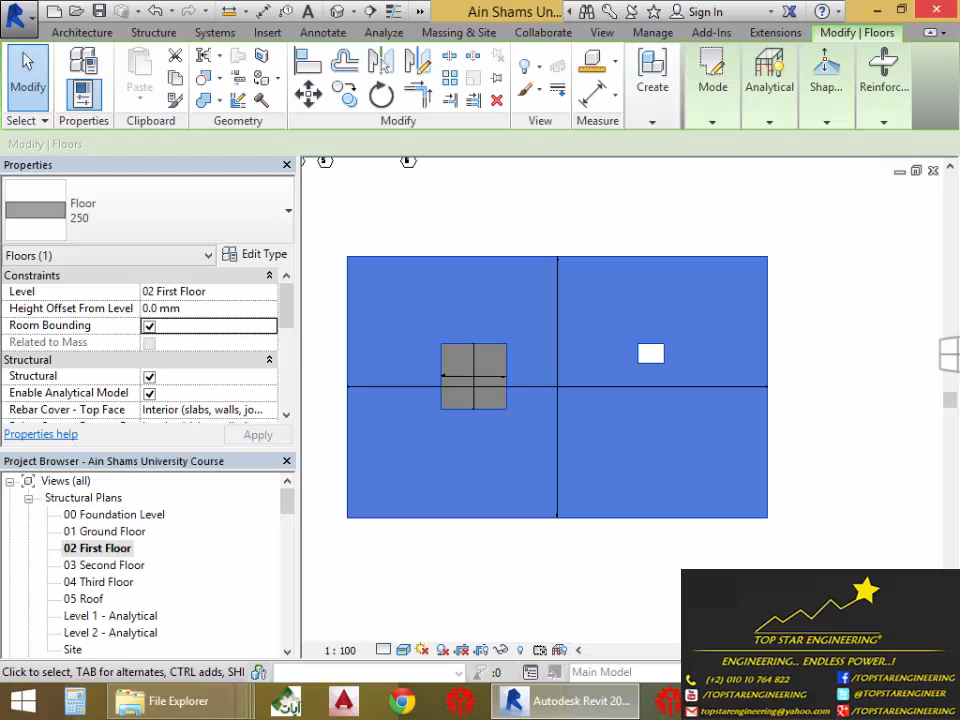 Ain Shams Un...
Sign In
Architecture Structure Systems Insert Annotate Analyze Massing & Site Collaborate View Manage Add-Ins Extensions Modify | Floors
Modify
Paste
Create
Mode
Analytical
Shap...
Reinforc...
Select Properties Clipboard Geometry Modify View Measure
Modify | Floors
Properties
Floor
250
Floors (1)
Edit Type
Constraints
Level 02 First Floor
Height Offset From Level 0.0 mm
Room Bounding
Related to Mass
Structural
Structural
Enable Analytical Model
Rebar Cover - Top Face Interior (slabs, walls, jo...
Properties help
Apply
Project Browser - Ain Shams University Course
Views (all)
Structural Plans
00 Foundation Level
01 Ground Floor
02 First Floor
03 Second Floor
04 Third Floor
05 Roof
Level 1 - Analytical
Level 2 - Analytical
Site
1 : 100
Click to select, TAB for alternates, CTRL adds, SHI
:0
Main Model
File Explorer
Autodesk Revit 20...
TOP STAR ENGINEERING®
ENGINEERING.. ENDLESS POWER..!
(+2) 010 10 764 822
/TOPSTARENGINEERING
/TOPSTARENGINEERING
@TOPSTARENGINEER
topstarengineering@yahoo.com
/TOPSTARENGINEERING